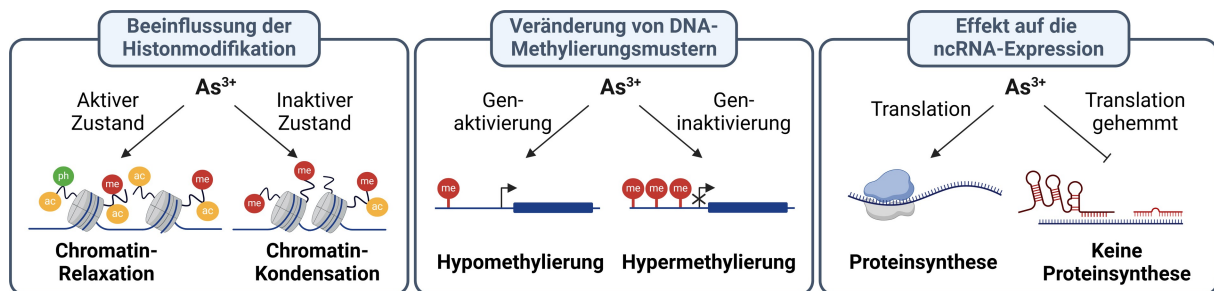 Beeinflussung der
Histonmodifikation
As3+
Aktiver
Zustand
Inaktiver
Zustand
ph
ac
me
ac
ac
me
ac
me
me
me
ac
Chromatin-
Relaxation
Chromatin-
Kondensation
Veränderung von DNA-
Methylierungsmustern
As3+
Gen-
aktivierung
Gen-
inaktivierung
me
me
me
me
Hypomethylierung
Hypermethylierung
Effekt auf die
ncRNA-Expression
As3+
Translation
Translation
gehemmt
Proteinsynthese
Keine
Proteinsynthese